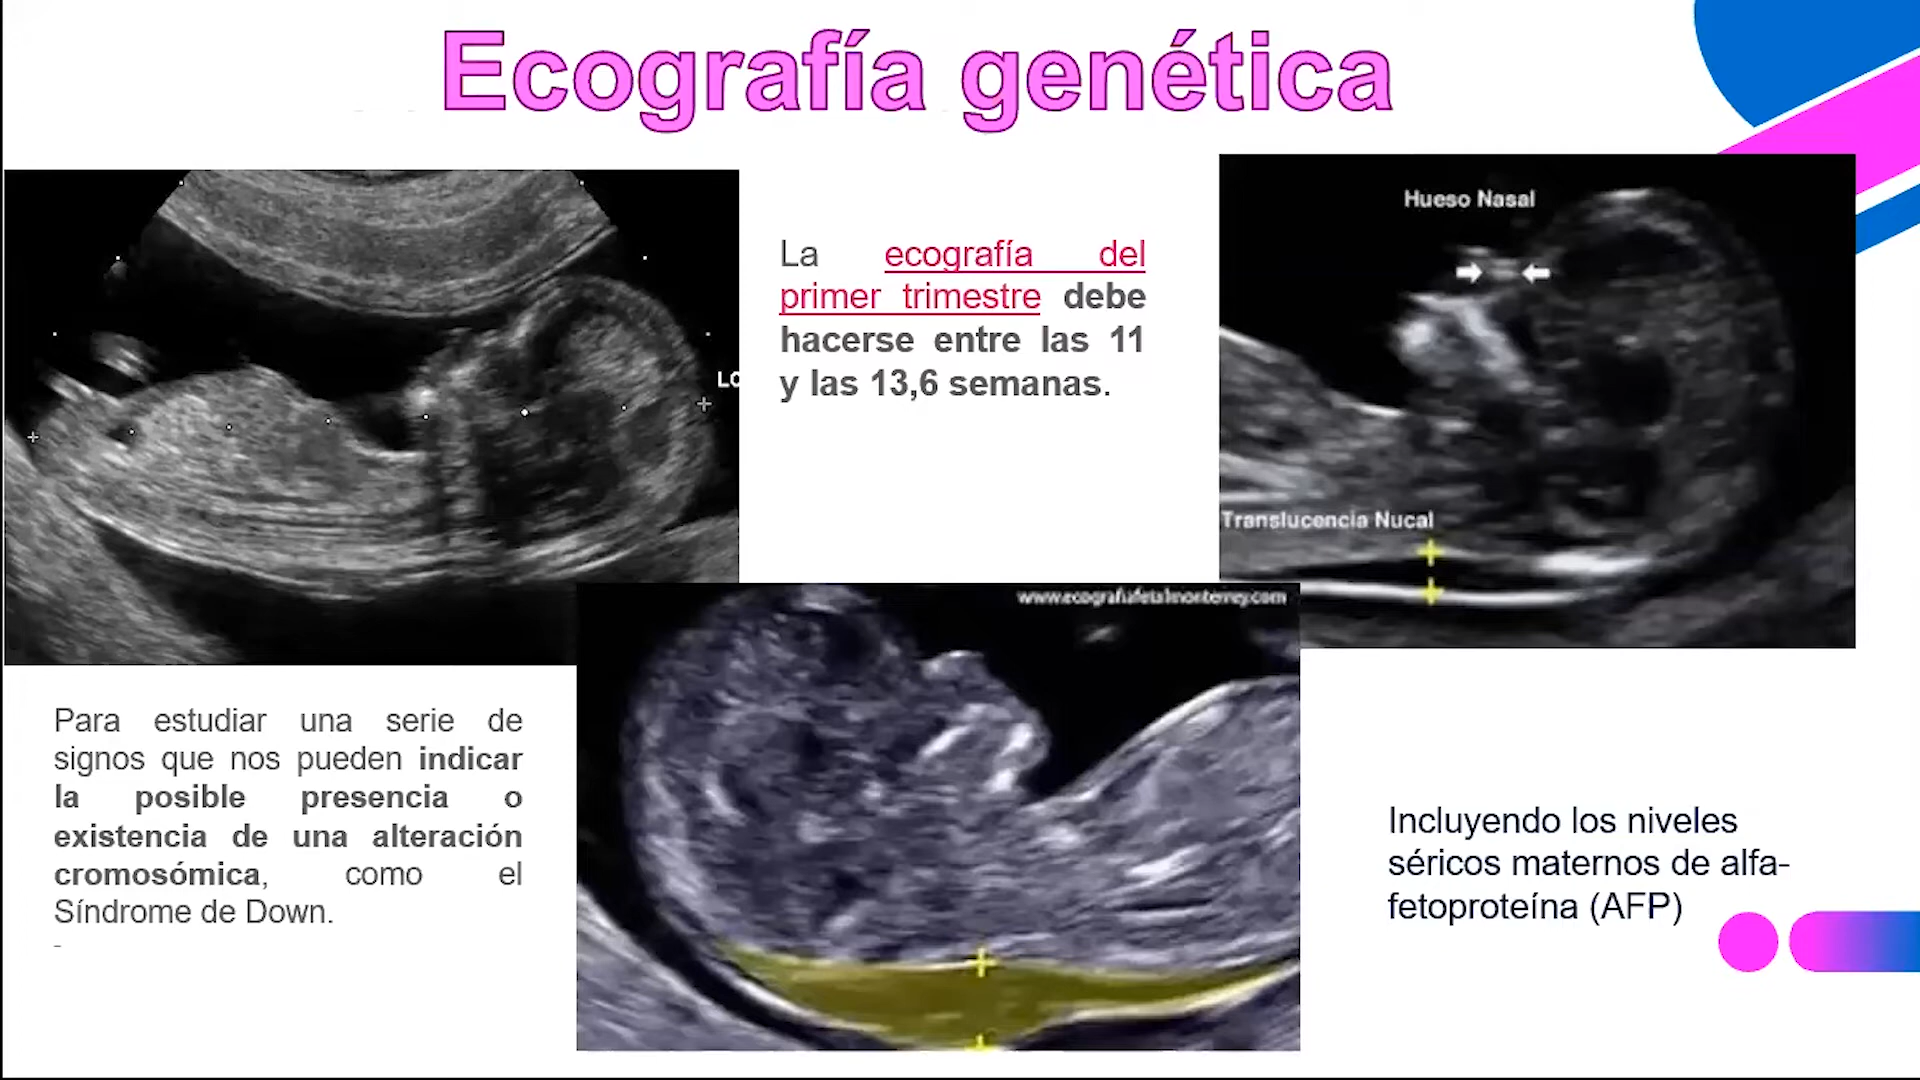 Ecografía genética
La ecografía del
primer trimestre debe
hacerse entre las 11
y las 13,6 semanas.
Hueso Nasal
LO
Translucencia Nucal
www.ecografiafetalmonterrey.com
Para estudiar una serie de
signos que nos pueden indicar
la posible presencia o
existencia de una alteración
cromosómica, como el
Síndrome de Down.
-
Incluyendo los niveles
séricos maternos de alfa-
fetoproteína (AFP)